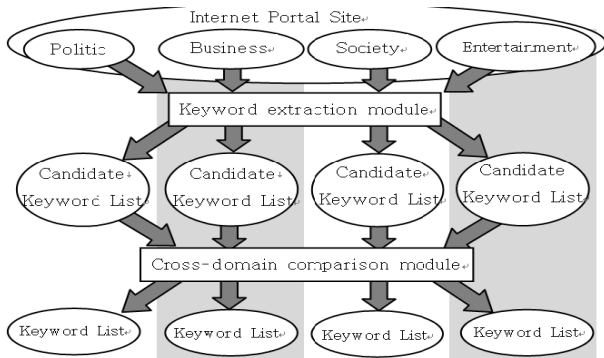 Internet Portal Site
Politic
Business
Society
Entertainment
Keyword extraction module
Candidate
Keyword List
Candidate
Keyword List
Candidate
Keyword List
Candidate
Keyword List
Cross-domain comparison module
Keyword List
Keyword List
Keyword List
Keyword List